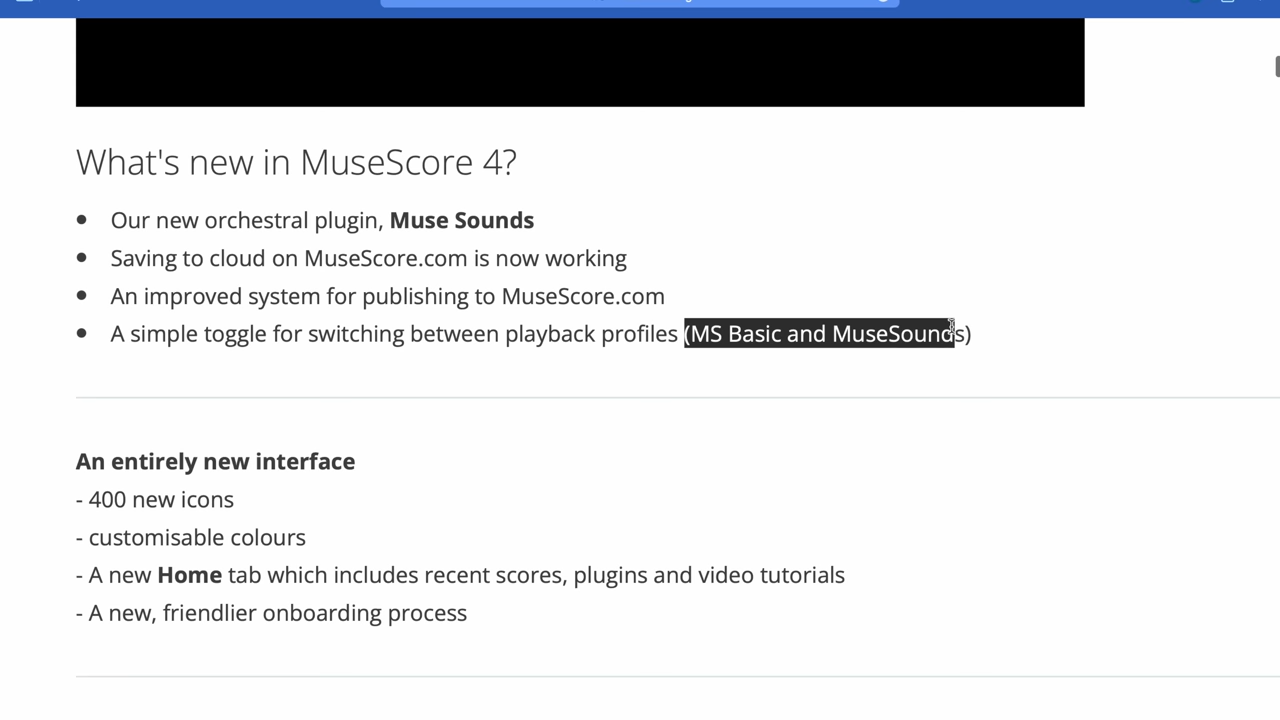 What's new in MuseScore 4?
• Our new orchestral plugin, Muse Sounds
• Saving to cloud on MuseScore.com is now working
• An improved system for publishing to MuseScore.com
• A simple toggle for switching between playback profiles (MS Basic and MuseSounds)
An entirely new interface
- 400 new icons
- customisable colours
- A new Home tab which includes recent scores, plugins and video tutorials
- A new, friendlier onboarding process